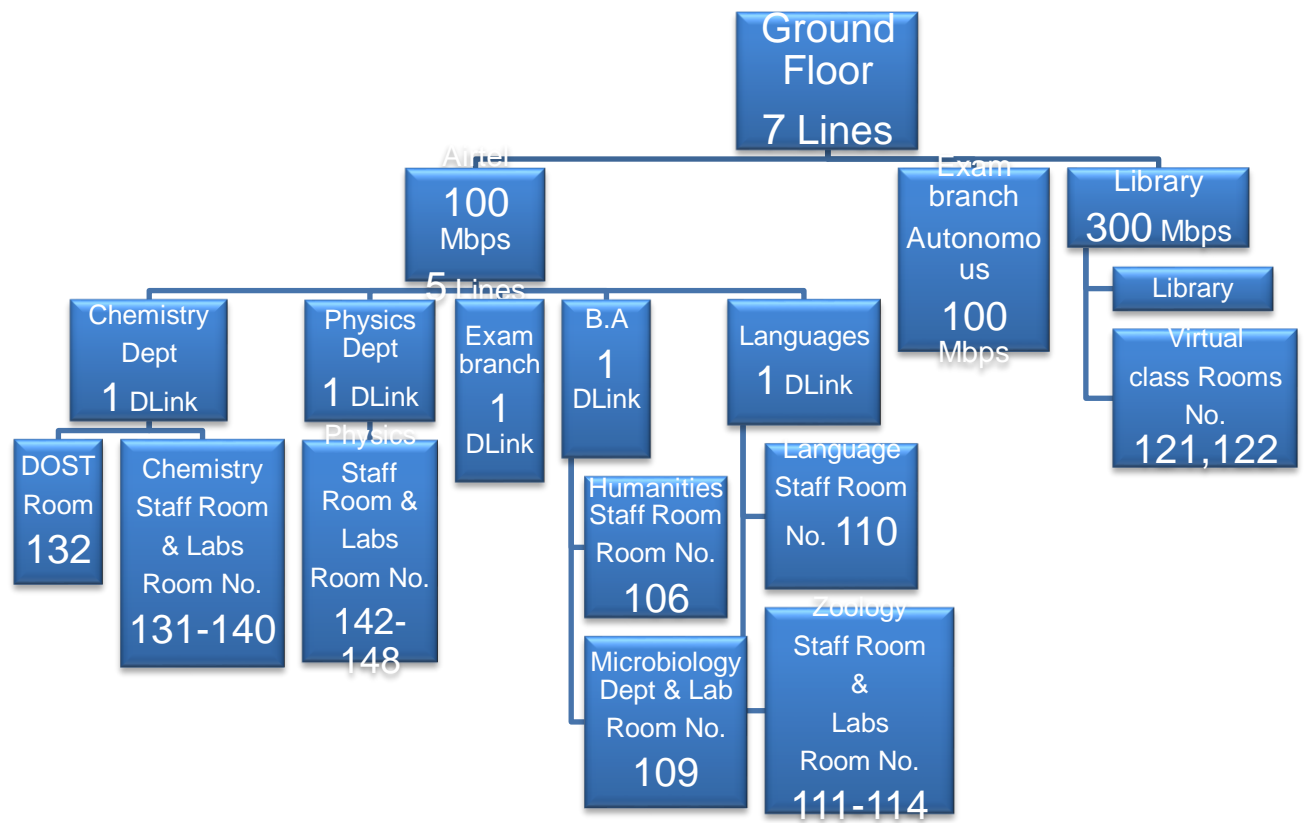 Ground
Floor
7 Lines
Airtel
100
Mbps
5 Lines
Exam
branch
Autonomo
us
100
Mbps
Library
300 Mbps
Library
Virtual
class Rooms
No.
121,122
Chemistry
Dept
1 DLink
Physics
Dept
1 DLink
Exam
branch
1
DLink
B.A
1
DLink
Languages
1 DLink
DOST
Room
132
Chemistry
Staff Room
& Labs
Room No.
131-140
Physics
Staff
Room &
Labs
Room No.
142-
148
Humanities
Staff Room
Room No.
106
Microbiology
Dept & Lab
Room No.
109
Language
Staff Room
No. 110
Zoology
Staff Room
&
Labs
Room No.
111-114